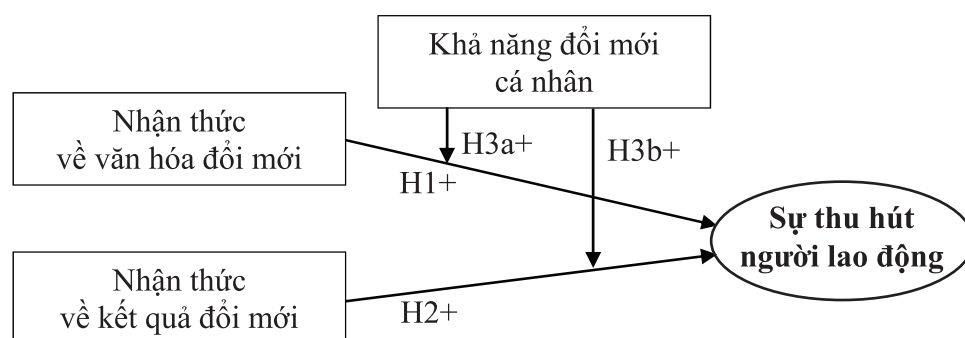 Khả năng đổi mới
cá nhân
Nhận thức
về văn hóa đổi mới
H3a+
H3b+
H1+
Sự thu hút
người lao động
Nhận thức
về kết quả đổi mới
H2+